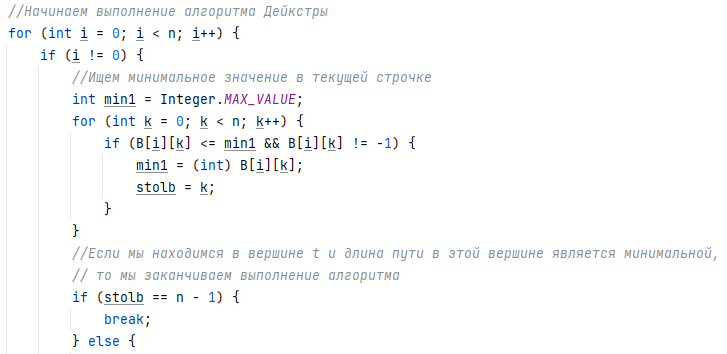 //Начинаем выполнение алгоритма Дейкстры
for (int i = 0; i < n; i++) {
if (i != 0) {
//Ищем минимальное значение в текущей строчке
int min1 = Integer.MAX_VALUE;
for (int k = 0; k < n; k++) {
if (B[i][k] <= min1 && B[i][k] != -1) {
min1 = (int) B[i][k];
stolb = k;
}
}
//Если мы находимся в вершине t и длина пути в этой вершине является минимальной,
// то мы заканчиваем выполнение алгоритма
if (stolb == n - 1) {
break;
} else {